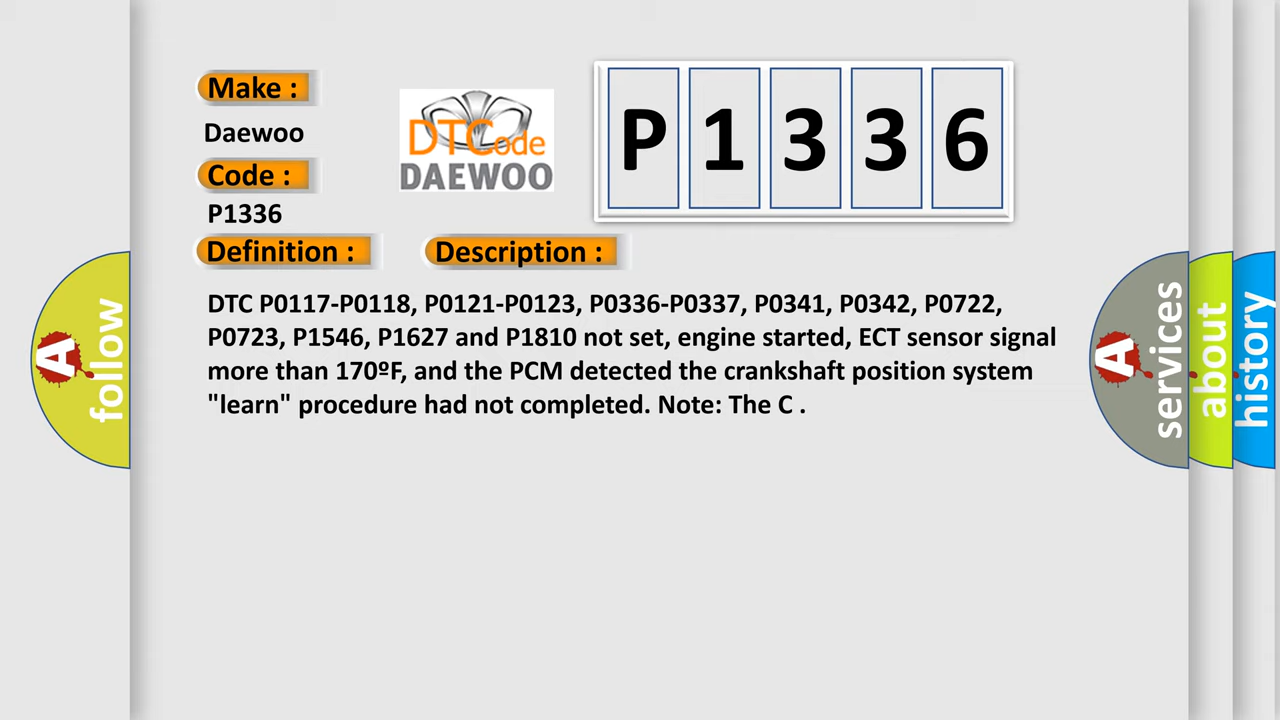 Make :
Daewoo
Code :
P1336
DTCode
DAEWOO
P 1 3 3 6
Definition :
Description :
DTC P0117-P0118, P0121-P0123, P0336-P0337, P0341, P0342, P0722,
P0723, P1546, P1627 and P1810 not set, engine started, ECT sensor signal
more than 170ºF, and the PCM detected the crankshaft position system
"learn" procedure had not completed. Note: The C .
A follow
A services
about
history